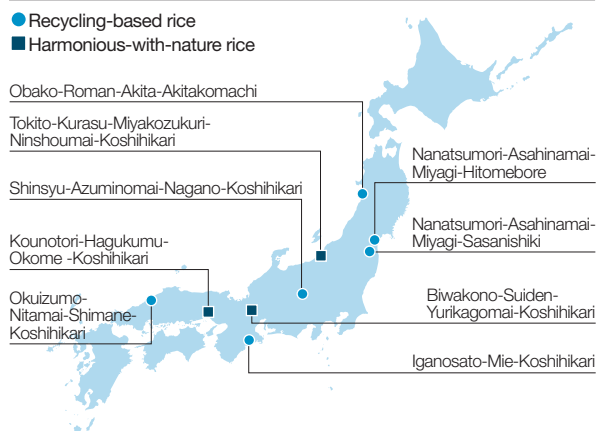 Recycling-based rice
Harmonious-with-nature rice
Obako-Roman-Akita-Akitakomachi
Tokito-Kurasu-Miyakozukuri-
Ninshoumai-Koshihikari
Shinsyu-Azuminomai-Nagano-Koshihikari
Kounotori-Hagukumu-
Okome -Koshihikari
Okuizumo-
Nitamai-Shimane-
Koshihikari
Nanatsumori-Asahinamai-
Miyagi-Hitomebore
Nanatsumori-Asahinamai-
Miyagi-Sasanishiki
Biwakono-Suiden-
Yurikagomai-Koshihikari
Iganosato-Mie-Koshihikari